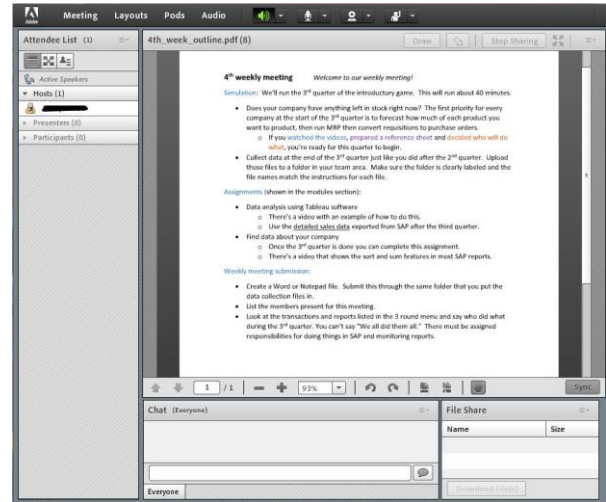 Adobe
Meeting Layouts Pods Audio
Attendee List (1)
Active Speakers
Hosts (1)
Presenters (0)
Participants (0)
4th_week_outline.pdf (8)
Draw
Stop Sharing
4th weekly meeting Welcome to our weekly meeting!
Simulation: We'll run the 3rd quarter of the introductory game. This will run about 40 minutes.
• Does your company have anything left in stock right now? The first priority for every
company at the start of the 3rd quarter is to forecast how much of each product you
want to product, then run MRP then convert requisitions to purchase orders.
o If you watched the videos, prepared a reference sheet and decided who will do
what, you're ready for this quarter to begin.
• Collect data at the end of the 3rd quarter just like you did after the 2nd quarter. Upload
those files to a folder in your team area. Make sure the folder is clearly labeled and the
file names match the instructions for each file.
Assignments (shown in the modules section):
• Data analysis using Tableau software
o There's a video with an example of how to do this.
o Use the detailed sales data exported from SAP after the third quarter.
• Find data about your company
o Once the 3rd quarter is done you can complete this assignment.
o There's a video that shows the sort and sum features in most SAP reports.
Weekly meeting submission:
• Create a Word or Notepad file. Submit this through the same folder that you put the
data collection files in.
• List the members present for this meeting.
• Look at the transactions and reports listed in the 3 round menu and say who did what
during the 3rd quarter. You can't say "We all did them all." There must be assigned
responsibilities for doing things in SAP and monitoring reports.
1 / 1
93%
Sync
Chat (Everyone)
Everyone
File Share
Name Size
Download File(s)